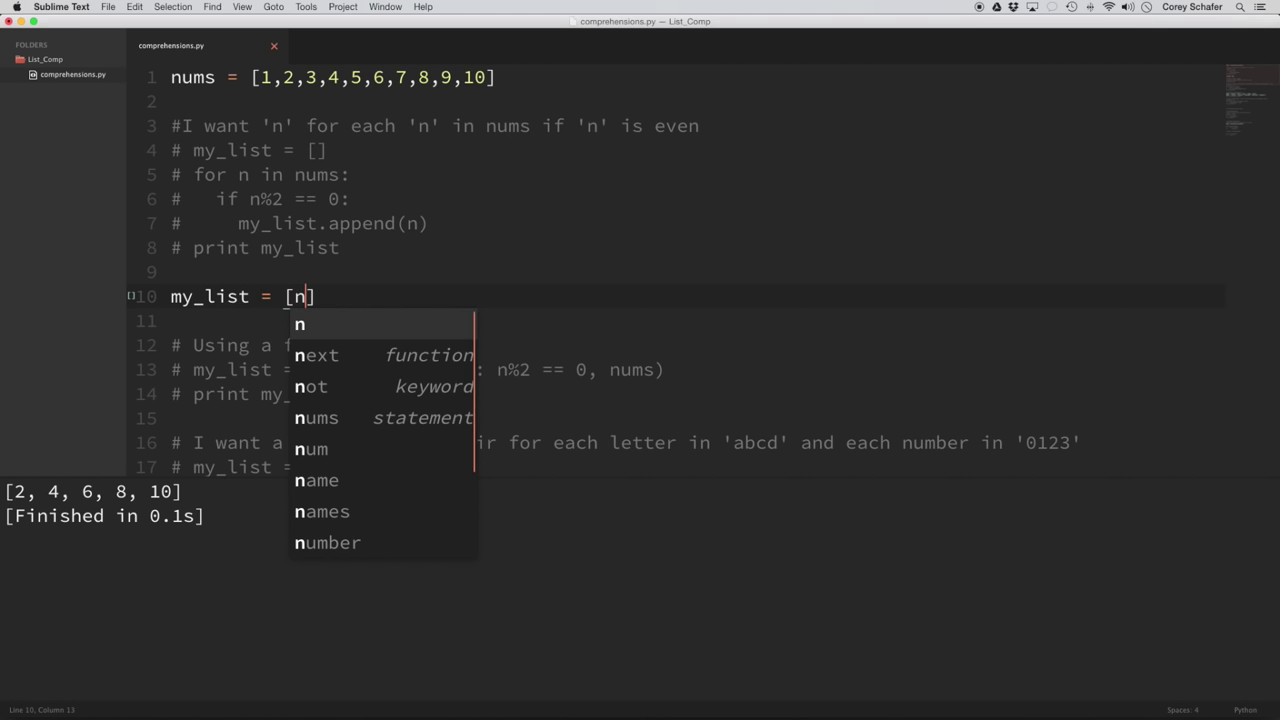 Sublime Text File Edit Selection Find View Goto Tools Project Window Help Corey Schafer
comprehensions.py — List_Comp
FOLDERS
List_Comp
comprehensions.py
comprehensions.py
1 nums = [1,2,3,4,5,6,7,8,9,10]
2
3 #I want 'n' for each 'n' in nums if 'n' is even
4 # my_list = []
5 # for n in nums:
6 #   if n%2 == 0:
7 #     my_list.append(n)
8 # print my_list
9
10 my_list = [n]
11
12 # Using a
13 # my_list = : n%2 == 0, nums)
14 # print my_
15
16 # I want a ir for each letter in 'abcd' and each number in '0123'
17 # my_list =
n
next function
not keyword
nums statement
num
name
names
number
[2, 4, 6, 8, 10]
[Finished in 0.1s]
Line 10, Column 13 Spaces: 4 Python